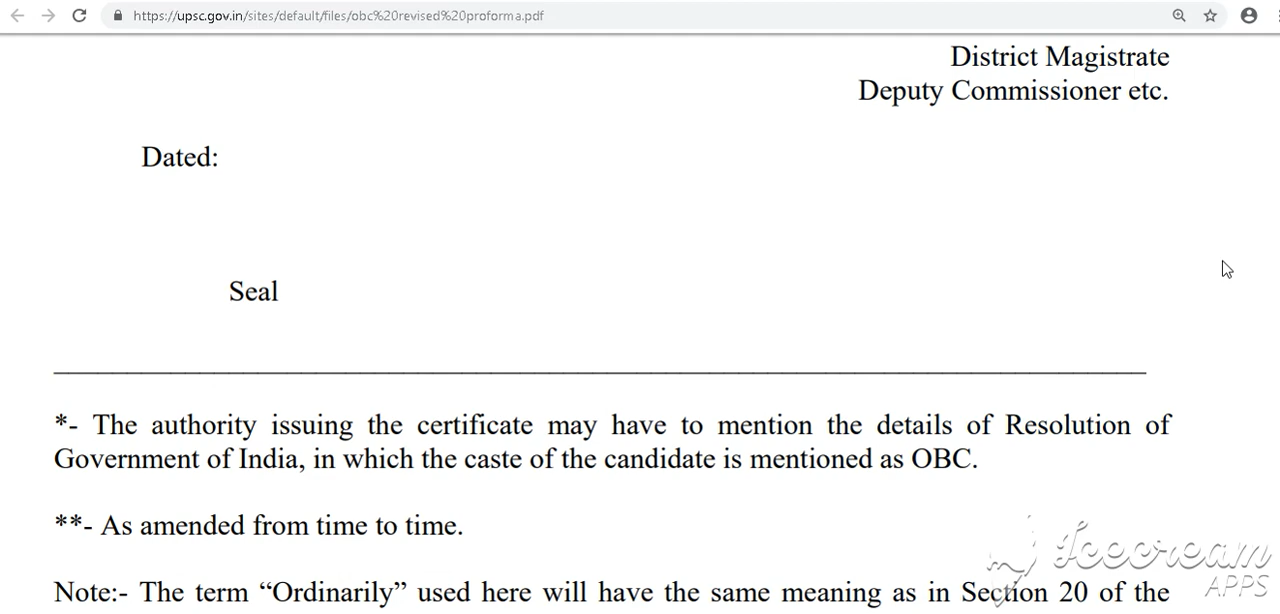 https://upsc.gov.in/sites/default/files/obc%20revised%20proforma.pdf
District Magistrate
Deputy Commissioner etc.
Dated:
Seal
*- The authority issuing the certificate may have to mention the details of Resolution of
Government of India, in which the caste of the candidate is mentioned as OBC.
**- As amended from time to time.
Note:- The term “Ordinarily” used here will have the same meaning as in Section 20 of the
Icecream
APPS